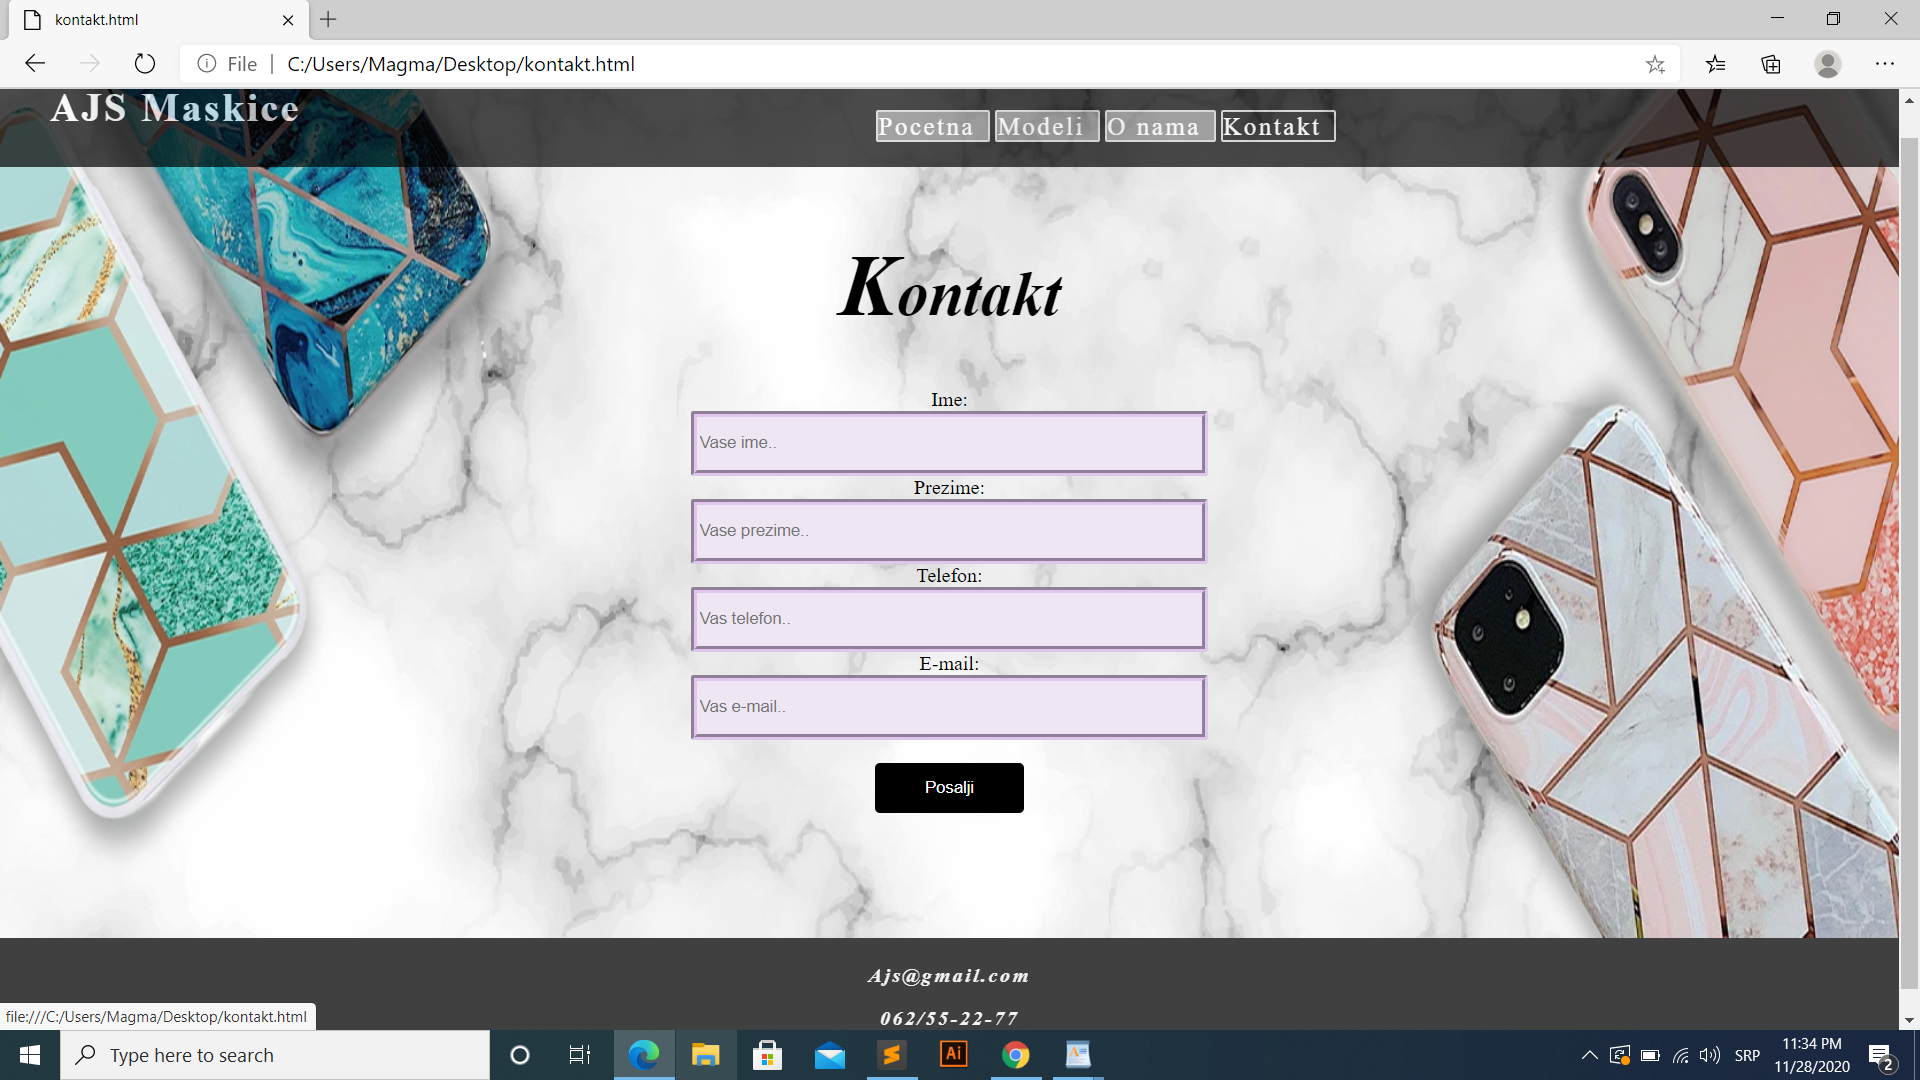 kontakt.html
File | C:/Users/Magma/Desktop/kontakt.html
AJS Maskice
Pocetna Modeli O nama Kontakt
Kontakt
Ime:
Vase ime..
Prezime:
Vase prezime..
Telefon:
Vas telefon..
E-mail:
Vas e-mail..
Posalji
Ajs@gmail.com
062/55-22-77
file:///C:/Users/Magma/Desktop/kontakt.html
Type here to search
Ai
SRP
11:34 PM
11/28/2020
2